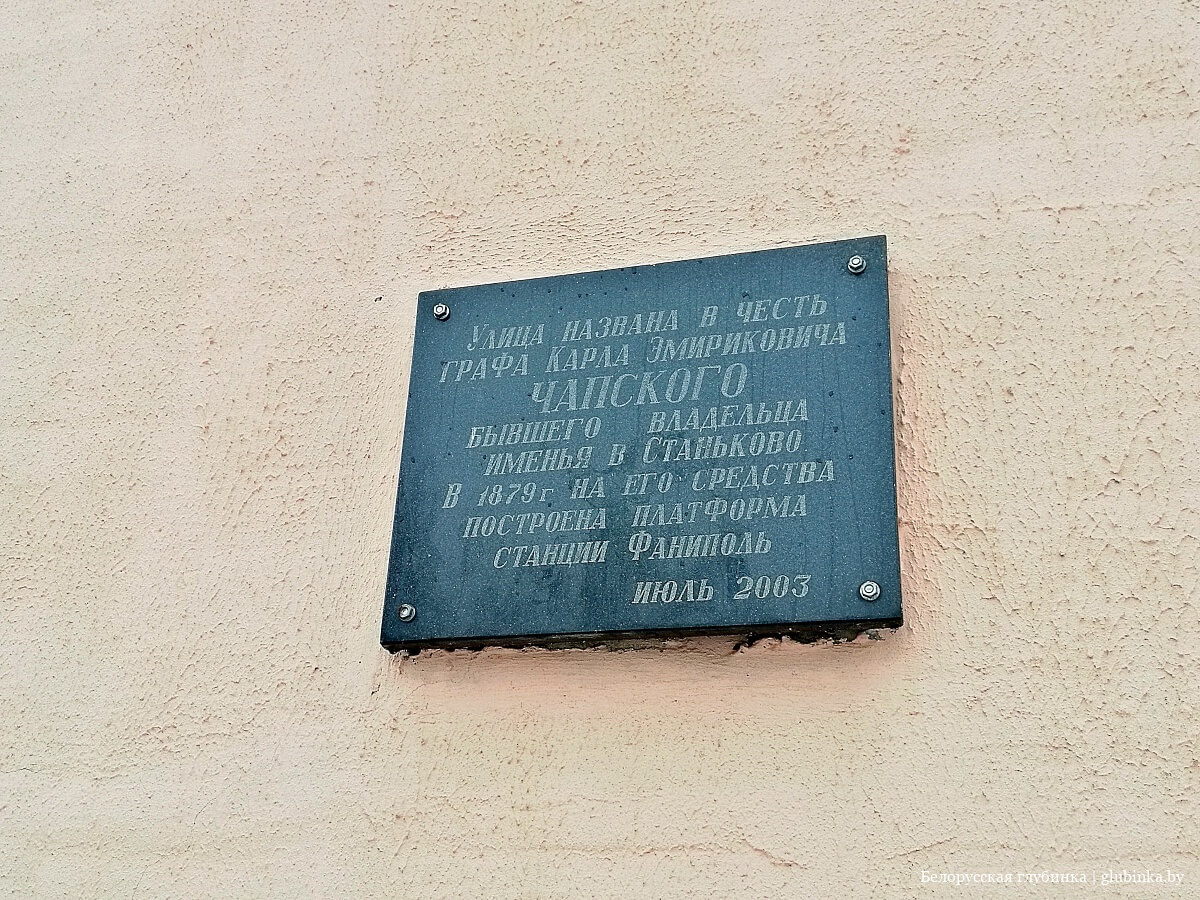 Улица названа в честь
графа Карла Эмириковича
ЧАПСКОГО
бывшего владельца
именья в Станьково
В 1879г на его средства
построена платформа
станции Фаниполь
июль 2003
Белорусская глубинка | glubinka.by